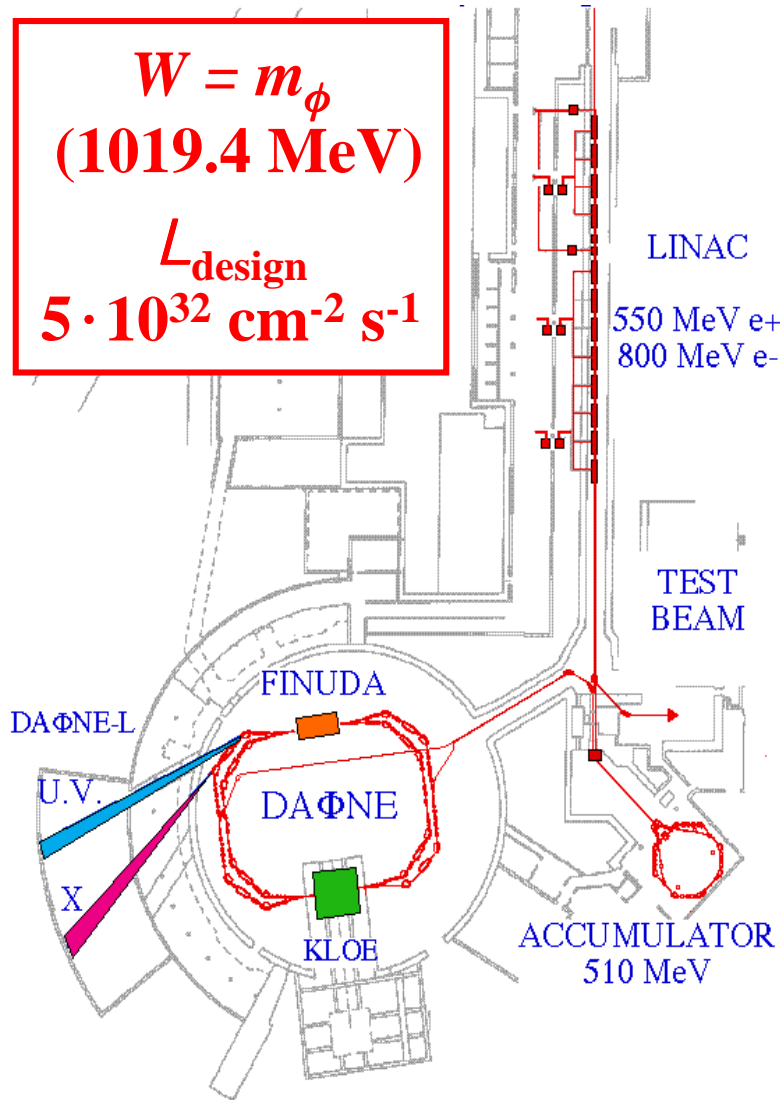 W = mϕ
(1019.4 MeV)
Ldesign
5·10³² cm⁻² s⁻¹
LINAC
550 MeV e+
800 MeV e-
TEST
BEAM
FINUDA
DAΦNE-L
U.V.
DAΦNE
X
KLOE
ACCUMULATOR
510 MeV